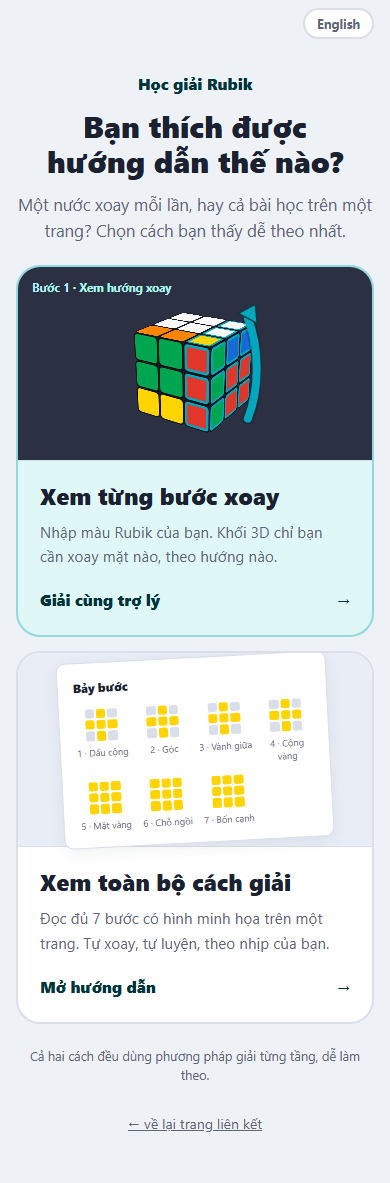 English
Học giải Rubik
Bạn thích được
hướng dẫn thế nào?
Một nước xoay mỗi lần, hay cả bài học trên một
trang? Chọn cách bạn thấy dễ theo nhất.
Bước 1 · Xem hướng xoay
Xem từng bước xoay
Nhập màu Rubik của bạn. Khối 3D chỉ bạn
cần xoay mặt nào, theo hướng nào.
Giải cùng trợ lý →
Bảy bước
1 · Dấu cộng
2 · Góc
3 · Vành giữa
4 · Cộng
vàng
5 · Mặt vàng
6 · Chỗ ngồi
7 · Bốn cạnh
Xem toàn bộ cách giải
Đọc đủ 7 bước có hình minh họa trên một
trang. Tự xoay, tự luyện, theo nhịp của bạn.
Mở hướng dẫn →
Cả hai cách đều dùng phương pháp giải từng tầng, dễ làm
theo.
← về lại trang liên kết